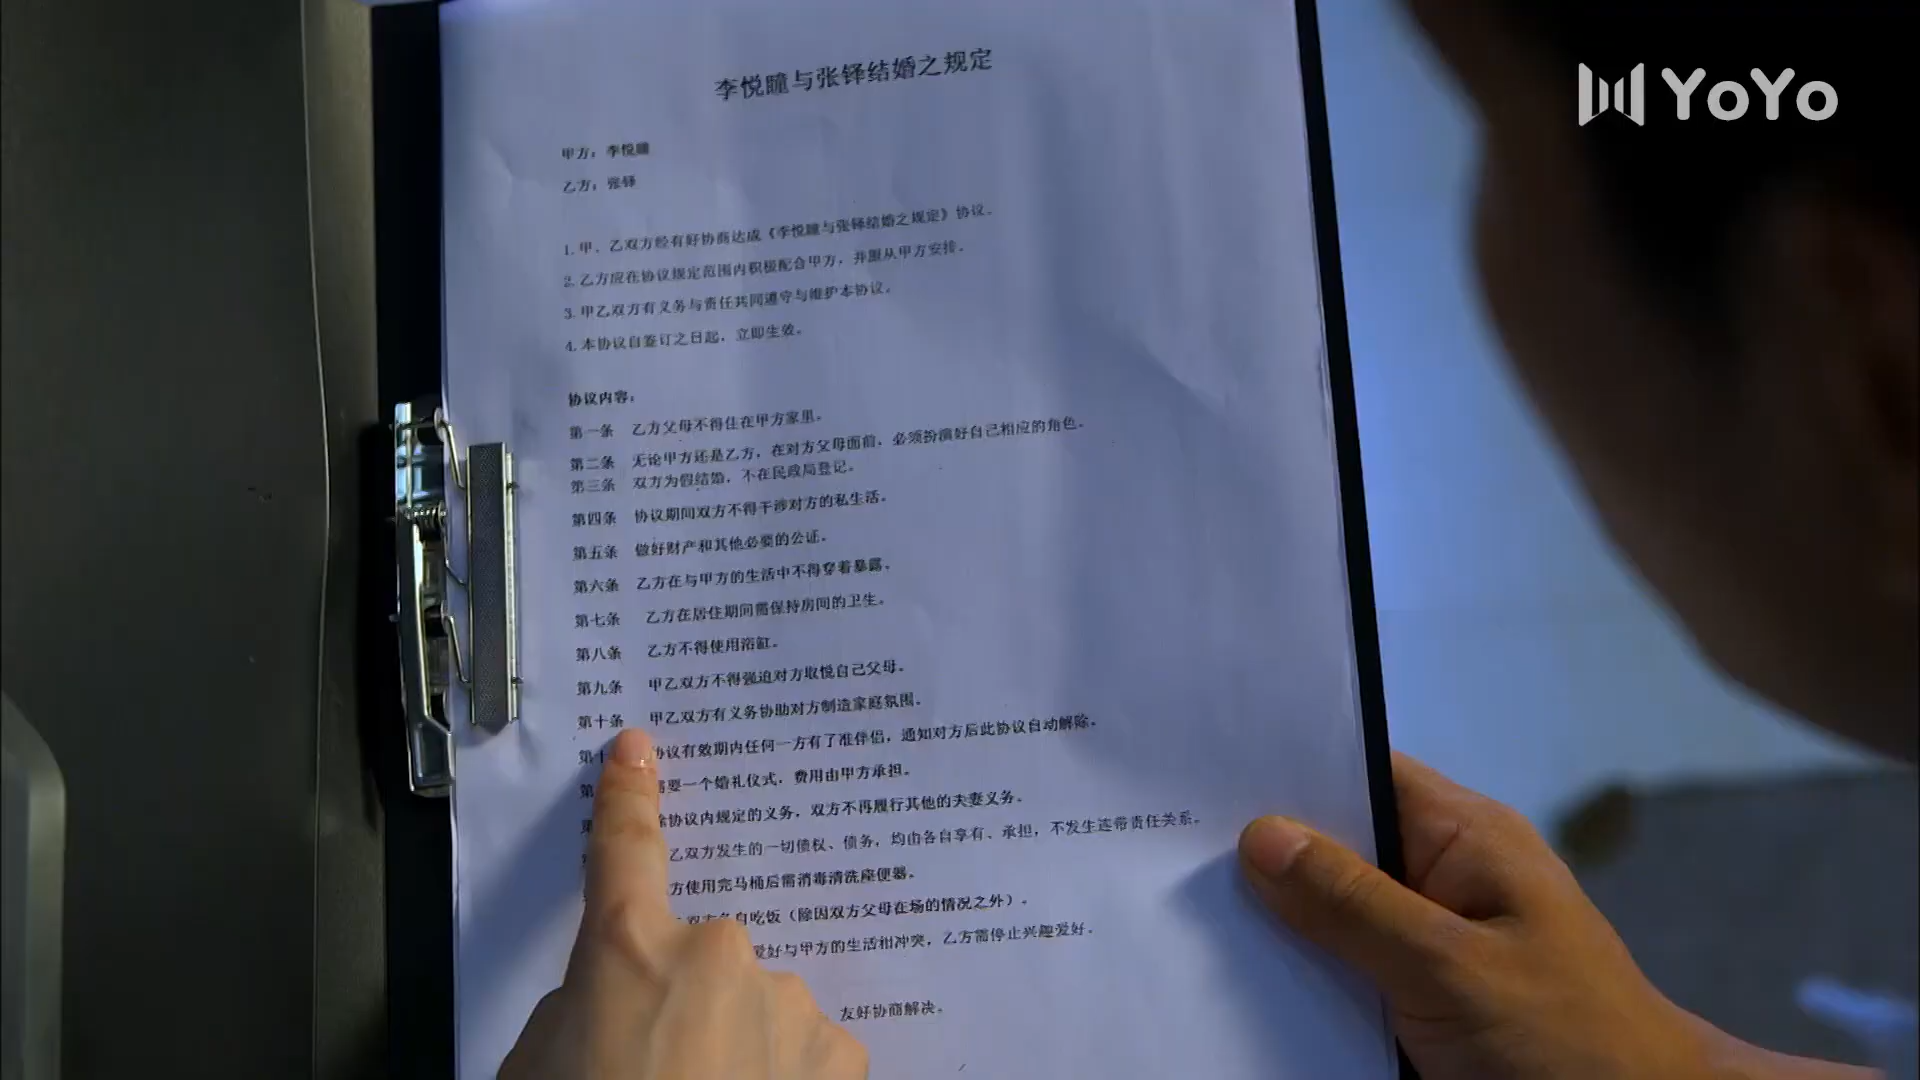 YoYo
李悦瞳与张铎结婚之规定
甲方：李悦瞳
乙方：张铎
1.甲、乙双方经有好协商达成《李悦瞳与张铎结婚之规定》协议。
2.乙方应在协议规定范围内积极配合甲方，并服从甲方安排。
3.甲乙双方有义务与责任共同遵守与维护本协议。
4.本协议自签订之日起，立即生效。
协议内容：
第一条 乙方父母不得住在甲方家里。
第二条 无论甲方还是乙方，在对方父母面前，必须扮演好自己相应的角色。
第三条 双方为假结婚，不在民政局登记。
第四条 协议期间双方不得干涉对方的私生活。
第五条 做好财产和其他必要的公证。
第六条 乙方在与甲方的生活中不得穿着暴露。
第七条 乙方在居住期间需保持房间的卫生。
第八条 乙方不得使用浴缸。
第九条 甲乙双方不得强迫对方取悦自己父母。
第十条 甲乙双方有义务协助对方制造家庭氛围。
第十 协议有效期内任何一方有了准伴侣，通知对方后此协议自动解除。
第 需要一个婚礼仪式，费用由甲方承担。
除协议内规定的义务，双方不再履行其他的夫妻义务。
乙双方发生的一切债权、债务，均由各自享有、承担，不发生连带责任关系。
方使用完马桶后需消毒清洗座便器。
双方各自吃饭（除因双方父母在场的情况之外）。
爱好与甲方的生活相冲突，乙方需停止兴趣爱好。
友好协商解决。